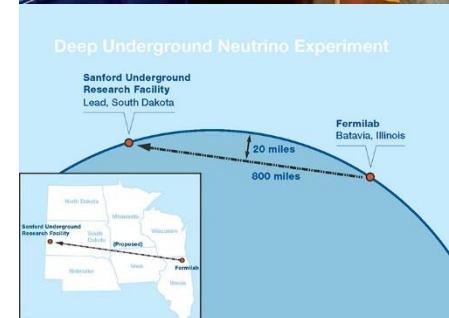 Deep Underground Neutrino Experiment
Sanford Underground
Research Facility
Lead, South Dakota
Fermilab
Batavia, Illinois
20 miles
800 miles
North Dakota
Minnesota
Sanford Underground
Research Facility
South
Dakota
Wisconsin
(Proposed)
Fermilab
Nebraska
Iowa
Illinois